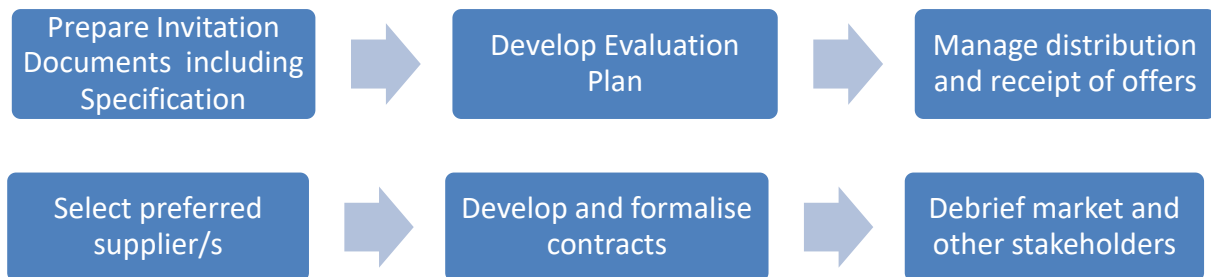 Prepare Invitation
Documents including
Specification
Develop Evaluation
Plan
Manage distribution
and receipt of offers
Select preferred
supplier/s
Develop and formalise
contracts
Debrief market and
other stakeholders